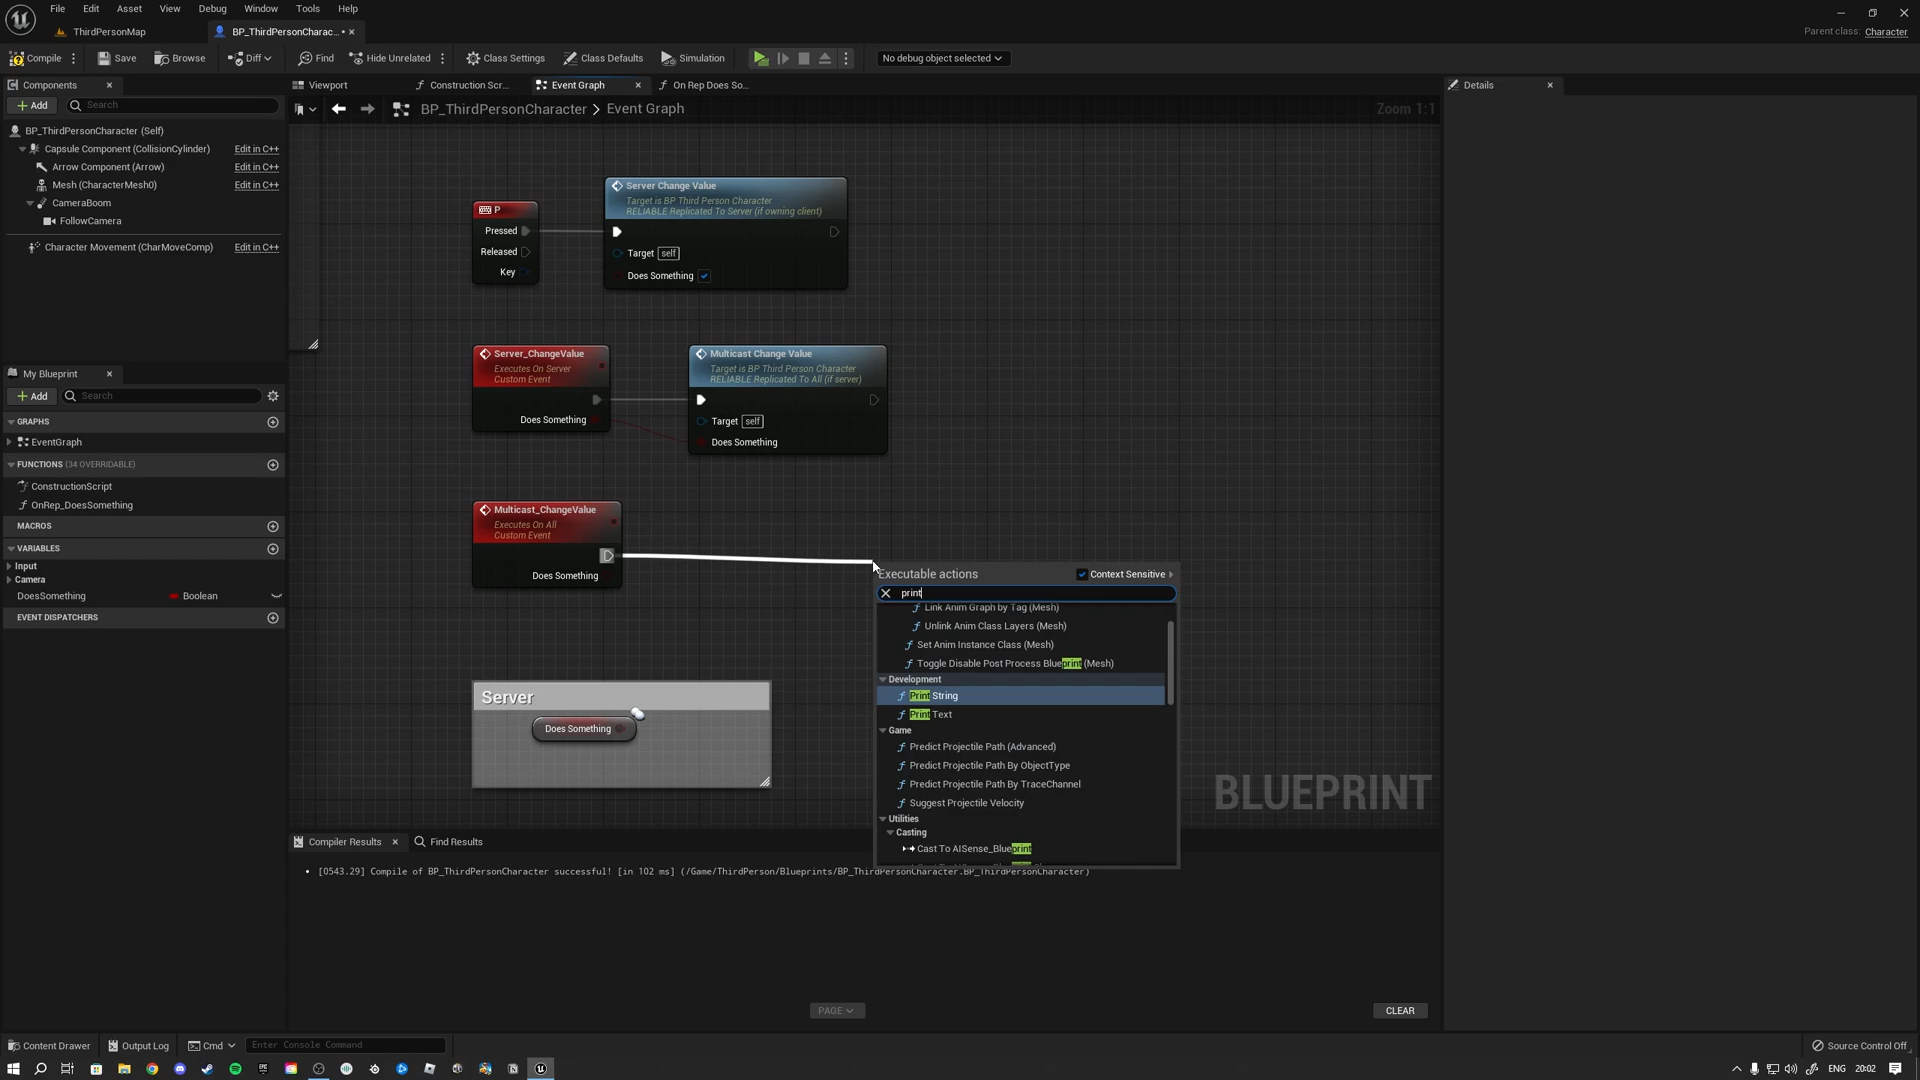 File Edit Asset View Debug Window Tools Help
ThirdPersonMap
BP_ThirdPersonCharac... •
Parent class: Character
Compile
Save
Browse
Diff
Find
Hide Unrelated
Class Settings
Class Defaults
Simulation
No debug object selected
Components
Add
Search
BP_ThirdPersonCharacter (Self)
Capsule Component (CollisionCylinder) Edit in C++
Arrow Component (Arrow) Edit in C++
Mesh (CharacterMesh0) Edit in C++
CameraBoom
FollowCamera
Character Movement (CharMoveComp) Edit in C++
My Blueprint
Add
Search
GRAPHS
EventGraph
FUNCTIONS (34 OVERRIDABLE)
ConstructionScript
OnRep_DoesSomething
MACROS
VARIABLES
Input
Camera
DoesSomething Boolean
EVENT DISPATCHERS
Viewport
Construction Scr...
Event Graph
On Rep Does So...
BP_ThirdPersonCharacter > Event Graph
Zoom 1:1
P
Pressed
Released
Key
Server Change Value
Target is BP Third Person Character
RELIABLE Replicated To Server (if owning client)
Target self
Does Something
Server_ChangeValue
Executes On Server
Custom Event
Does Something
Multicast Change Value
Target is BP Third Person Character
RELIABLE Replicated To All (if server)
Target self
Does Something
Multicast_ChangeValue
Executes On All
Custom Event
Does Something
Server
Does Something
Executable actions
Context Sensitive
print
Link Anim Graph by Tag (Mesh)
Unlink Anim Class Layers (Mesh)
Set Anim Instance Class (Mesh)
Toggle Disable Post Process Blueprint (Mesh)
Development
Print String
Print Text
Game
Predict Projectile Path (Advanced)
Predict Projectile Path By ObjectType
Predict Projectile Path By TraceChannel
Suggest Projectile Velocity
Utilities
Casting
Cast To AISense_Blueprint
BLUEPRINT
Compiler Results
Find Results
[0543.29] Compile of BP_ThirdPersonCharacter successful! [in 102 ms] (/Game/ThirdPerson/Blueprints/BP_ThirdPersonCharacter.BP_ThirdPersonCharacter)
PAGE
CLEAR
Details
Content Drawer
Output Log
Cmd
Enter Console Command
Source Control Off
ENG 20:02